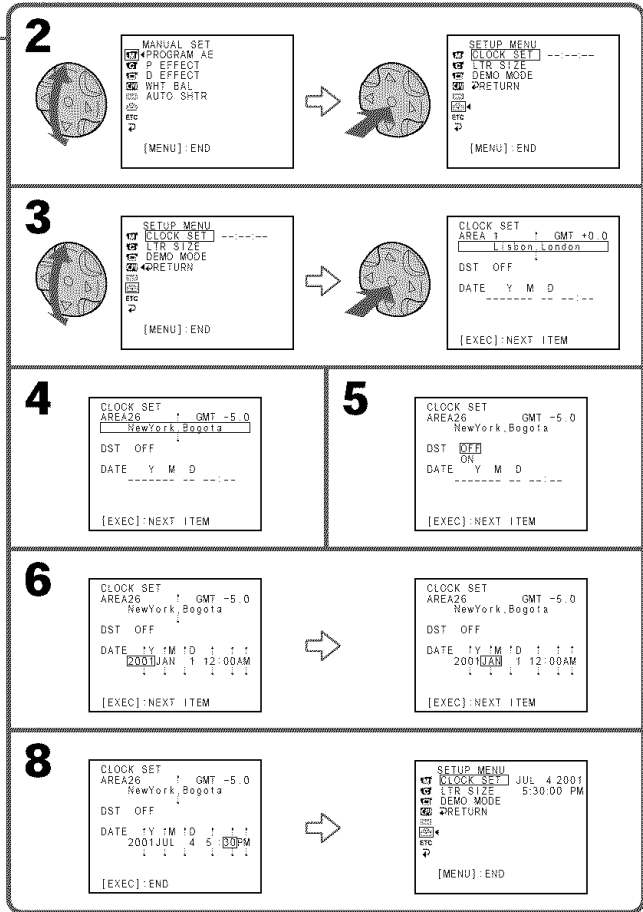 2
MANUAL SET
PROGRAM AE
P EFFECT
D EFFECT
WHT BAL
AUTO SHTR
ETC
[MENU] : END
SETUP MENU
CLOCK SET --:--:--
LTR SIZE
DEMO MODE
RETURN
ETC
[MENU] : END
3
SETUP MENU
CLOCK SET --:--:--
LTR SIZE
DEMO MODE
RETURN
ETC
[MENU] : END
CLOCK SET
AREA 1 GMT +0.0
Lisbon,London
DST OFF
DATE Y M D
------- -- --:--
[EXEC] : NEXT ITEM
4
CLOCK SET
AREA26 GMT -5.0
NewYork,Bogota
DST OFF
DATE Y M D
------- -- --:--
[EXEC] : NEXT ITEM
5
CLOCK SET
AREA26 GMT -5.0
NewYork,Bogota
DST OFF
ON
DATE Y M D
------- -- --:--
[EXEC] : NEXT ITEM
6
CLOCK SET
AREA26 GMT -5.0
NewYork,Bogota
DST OFF
DATE Y M D
2001 JAN 1 12:00AM
[EXEC] : NEXT ITEM
CLOCK SET
AREA26 GMT -5.0
NewYork,Bogota
DST OFF
DATE Y M D
2001 JAN 1 12:00AM
[EXEC] : NEXT ITEM
8
CLOCK SET
AREA26 GMT -5.0
NewYork,Bogota
DST OFF
DATE Y M D
2001 JUL 4 5:30PM
[EXEC] : END
SETUP MENU
CLOCK SET JUL 4 2001
LTR SIZE 5:30:00 PM
DEMO MODE
RETURN
ETC
[MENU] : END